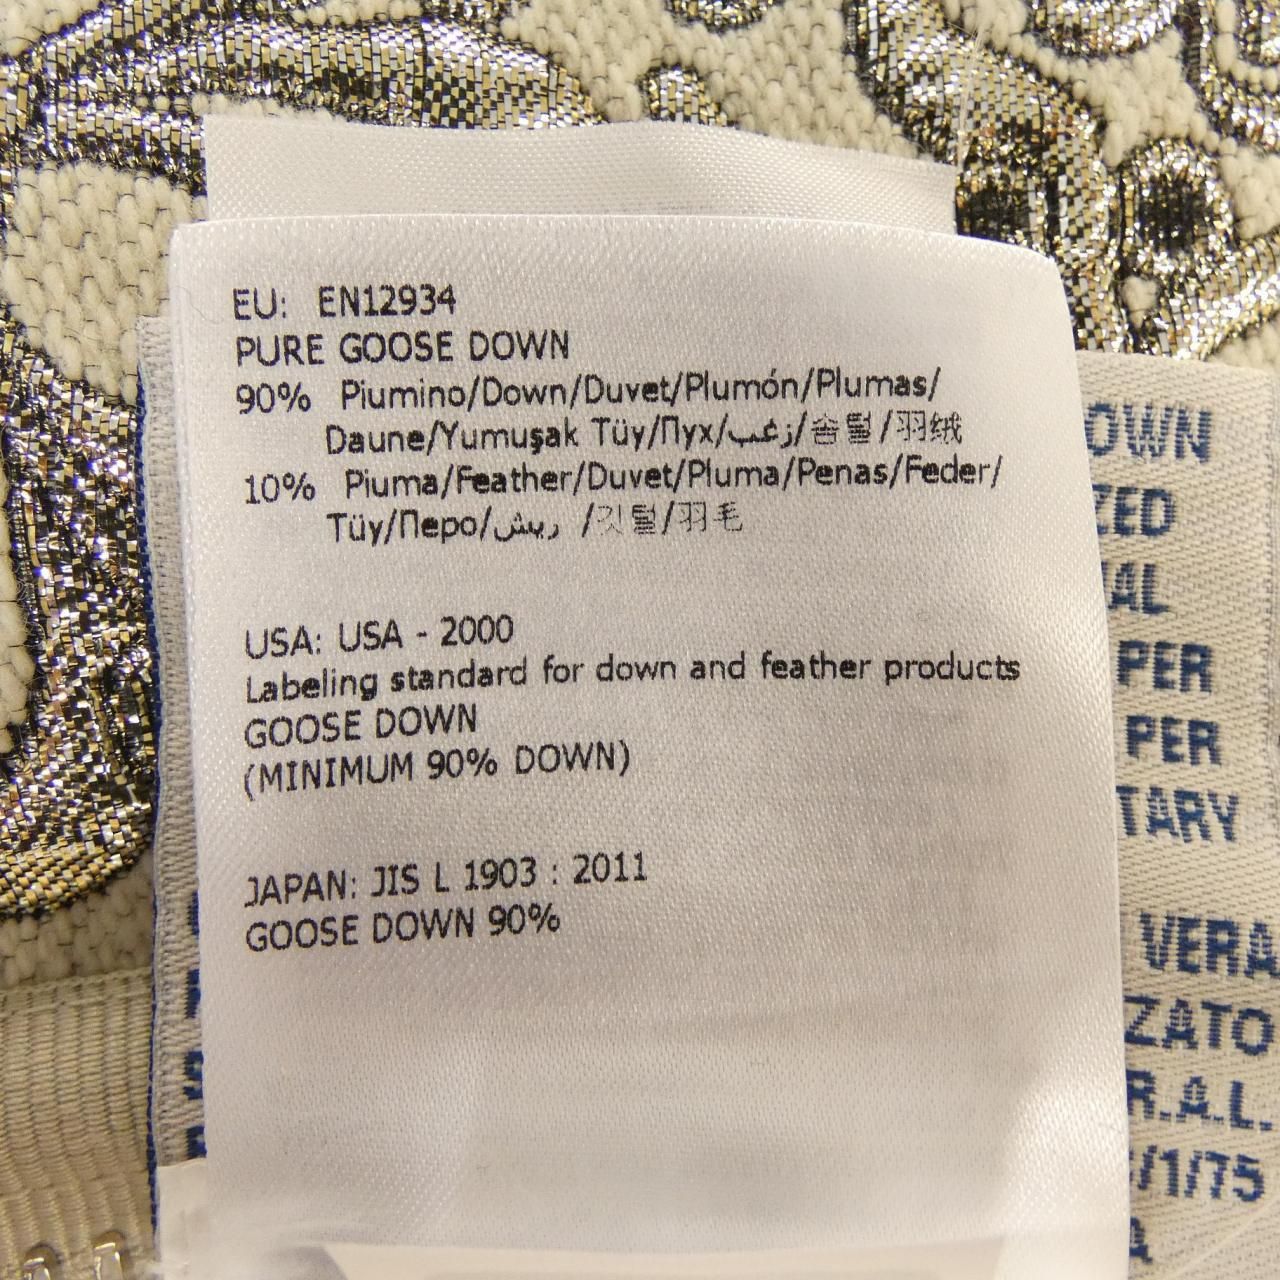 EU: EN12934
PURE GOOSE DOWN
90% Piumino/Down/Duvet/Plumón/Plumas/
Daune/Yumuşak Tüy/Пух/زغب/솜털/羽绒
10% Piuma/Feather/Duvet/Pluma/Penas/Feder/
Tüy/Перо/ريش /깃털/羽毛
USA: USA - 2000
Labeling standard for down and feather products
GOOSE DOWN
(MINIMUM 90% DOWN)
JAPAN: JIS L 1903 : 2011
GOOSE DOWN 90%
OWN
ZED
AL
PER
PER
TARY
VERA
ZATO
R.A.L.
/1/75
A